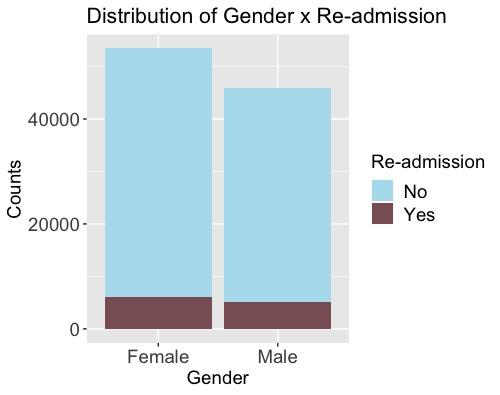 Distribution of Gender x Re-admission
Counts
40000
20000
0
Female Male
Gender
Re-admission
No
Yes